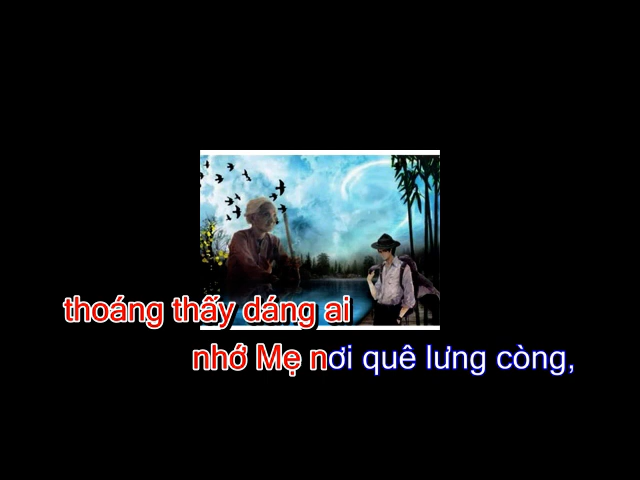 thoáng thấy dáng ai
nhớ Mẹ nơi quê lưng còng,